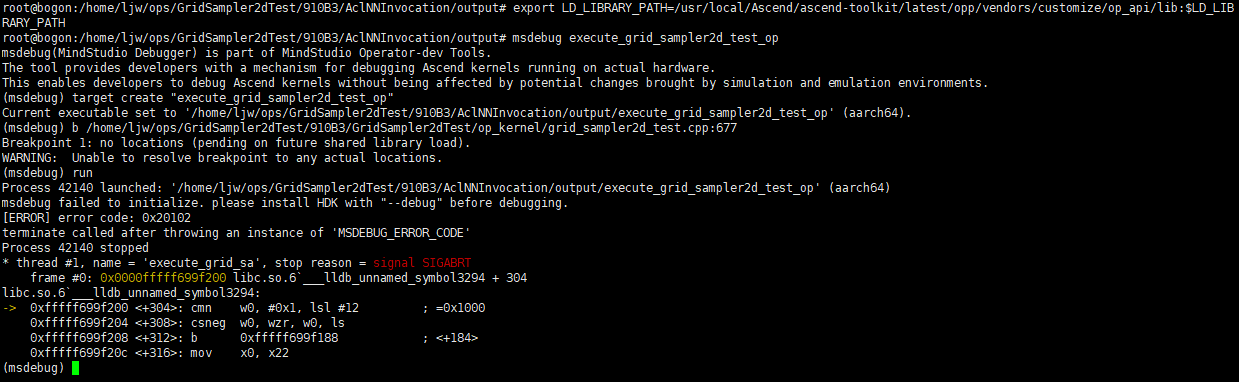 root@bogon:/home/ljw/ops/GridSampler2dTest/910B3/AclNNInvocation/output# export LD_LIBRARY_PATH=/usr/local/Ascend/ascend-toolkit/latest/opp/vendors/customize/op_api/lib:$LD_LIB
RARY_PATH
root@bogon:/home/ljw/ops/GridSampler2dTest/910B3/AclNNInvocation/output# msdebug execute_grid_sampler2d_test_op
msdebug(MindStudio Debugger) is part of MindStudio Operator-dev Tools.
The tool provides developers with a mechanism for debugging Ascend kernels running on actual hardware.
This enables developers to debug Ascend kernels without being affected by potential changes brought by simulation and emulation environments.
(msdebug) target create "execute_grid_sampler2d_test_op"
Current executable set to '/home/ljw/ops/GridSampler2dTest/910B3/AclNNInvocation/output/execute_grid_sampler2d_test_op' (aarch64).
(msdebug) b /home/ljw/ops/GridSampler2dTest/910B3/GridSampler2dTest/op_kernel/grid_sampler2d_test.cpp:677
Breakpoint 1: no locations (pending on future shared library load).
WARNING:  Unable to resolve breakpoint to any actual locations.
(msdebug) run
Process 42140 launched: '/home/ljw/ops/GridSampler2dTest/910B3/AclNNInvocation/output/execute_grid_sampler2d_test_op' (aarch64)
msdebug failed to initialize. please install HDK with "--debug" before debugging.
[ERROR] error code: 0x20102
terminate called after throwing an instance of 'MSDEBUG_ERROR_CODE'
Process 42140 stopped
* thread #1, name = 'execute_grid_sa', stop reason = signal SIGABRT
    frame #0: 0x0000fffff699f200 libc.so.6`___lldb_unnamed_symbol3294 + 304
libc.so.6`___lldb_unnamed_symbol3294:
->  0xfffff699f200 <+304>: cmn    w0, #0x1, lsl #12         ; =0x1000
    0xfffff699f204 <+308>: csneg  w0, wzr, w0, ls
    0xfffff699f208 <+312>: b      0xfffff699f188            ; <+184>
    0xfffff699f20c <+316>: mov    x0, x22
(msdebug)